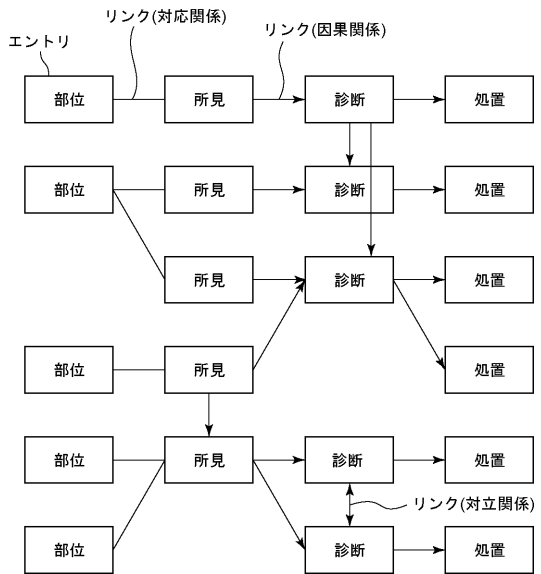 リンク(対応関係)
エントリ
リンク(因果関係)
部位 所見 診断 処置
部位 所見 診断 処置
所見 診断 処置
部位 所見 処置
部位 所見 診断 処置
リンク(対立関係)
部位 診断 処置